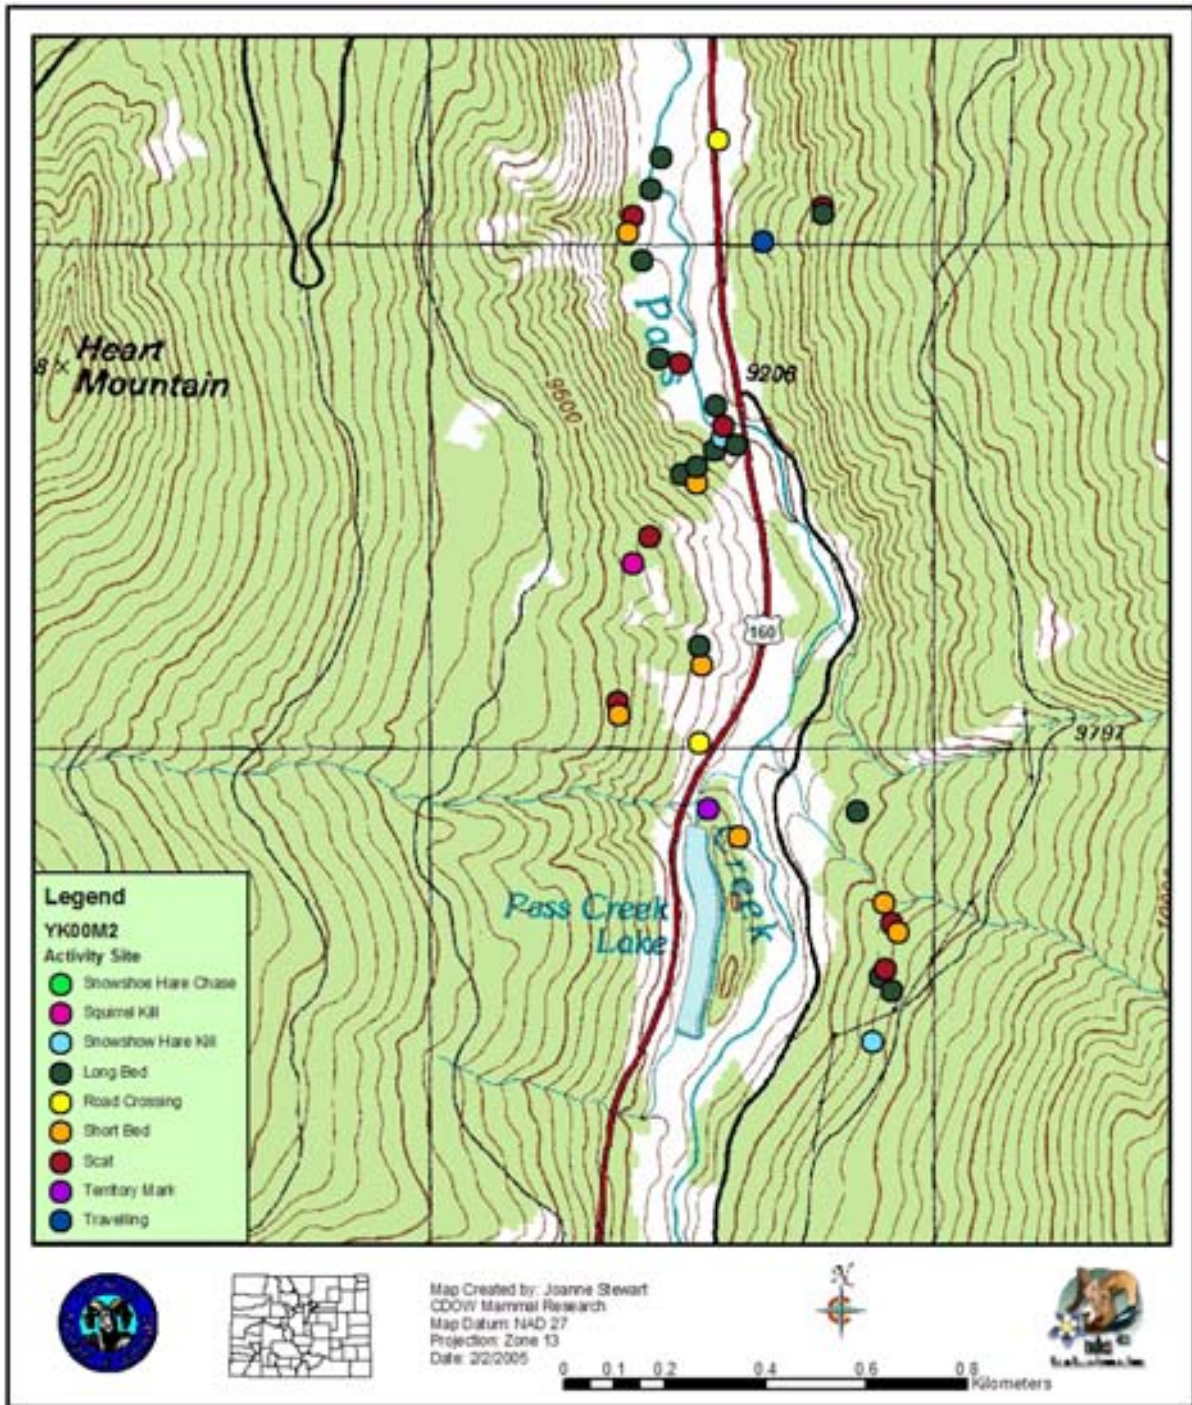 Pass
9206
8 x Heart
Mountain
9600
160
9797
Pass Creek
Lake
Creek
Legend
YK00M2
Activity Site
Snowshoe Hare Chase
Squirrel Kill
Snowshow Hare Kill
Long Bed
Road Crossing
Short Bed
Scat
Territory Mark
Travelling
Map Created by: Joanne Stewart
CDOW Mammal Research
Map Datum: NAD 27
Projection: Zone 13
Date: 2/2/2005
N
0 0.1 0.2 0.4 0.6 0.8
Kilometers